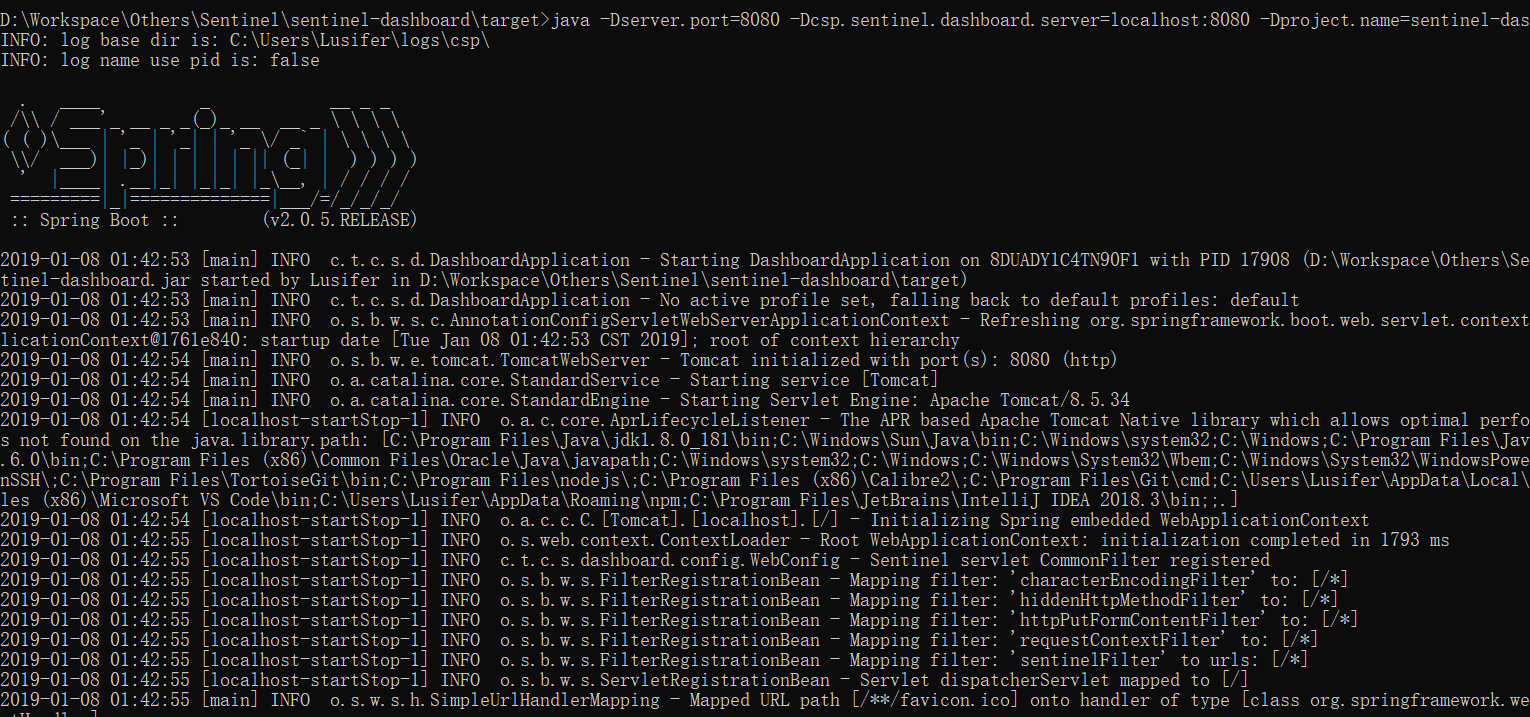 D:\Workspace\Others\Sentinel\sentinel-dashboard\target>java -Dserver.port=8080 -Dcsp.sentinel.dashboard.server=localhost:8080 -Dproject.name=sentinel-das
INFO: log base dir is: C:\Users\Lusifer\logs\csp\
INFO: log name use pid is: false
  .   ____          _            __ _ _
 /\\ / ___'_ __ _ _(_)_ __  __ _ \ \ \ \
( ( )\___ | '_ | '_| | '_ \/ _` | \ \ \ \
 \\/  ___)| |_)| | | | | || (_| |  ) ) ) )
  '  |____| .__|_| |_|_| |_\__, | / / / /
 =========|_|==============|___/=/_/_/_/
 :: Spring Boot ::        (v2.0.5.RELEASE)
2019-01-08 01:42:53 [main] INFO  c.t.c.s.d.DashboardApplication - Starting DashboardApplication on 8DUADY1C4TN90F1 with PID 17908 (D:\Workspace\Others\Se
tinel-dashboard.jar started by Lusifer in D:\Workspace\Others\Sentinel\sentinel-dashboard\target)
2019-01-08 01:42:53 [main] INFO  c.t.c.s.d.DashboardApplication - No active profile set, falling back to default profiles: default
2019-01-08 01:42:53 [main] INFO  o.s.b.w.s.c.AnnotationConfigServletWebServerApplicationContext - Refreshing org.springframework.boot.web.servlet.context
licationContext@1761e840: startup date [Tue Jan 08 01:42:53 CST 2019]; root of context hierarchy
2019-01-08 01:42:54 [main] INFO  o.s.b.w.e.tomcat.TomcatWebServer - Tomcat initialized with port(s): 8080 (http)
2019-01-08 01:42:54 [main] INFO  o.a.catalina.core.StandardService - Starting service [Tomcat]
2019-01-08 01:42:54 [main] INFO  o.a.catalina.core.StandardEngine - Starting Servlet Engine: Apache Tomcat/8.5.34
2019-01-08 01:42:54 [localhost-startStop-1] INFO  o.a.c.core.AprLifecycleListener - The APR based Apache Tomcat Native library which allows optimal perfo
s not found on the java.library.path: [C:\Program Files\Java\jdk1.8.0_181\bin;C:\Windows\Sun\Java\bin;C:\Windows\system32;C:\Windows;C:\Program Files\Jav
.6.0\bin;C:\Program Files (x86)\Common Files\Oracle\Java\javapath;C:\Windows\system32;C:\Windows;C:\Windows\System32\Wbem;C:\Windows\System32\WindowsPowe
nSSH\;C:\Program Files\TortoiseGit\bin;C:\Program Files\nodejs\;C:\Program Files (x86)\Calibre2\;C:\Program Files\Git\cmd;C:\Users\Lusifer\AppData\Local\
les (x86)\Microsoft VS Code\bin;C:\Users\Lusifer\AppData\Roaming\npm;C:\Program Files\JetBrains\IntelliJ IDEA 2018.3\bin;;.]
2019-01-08 01:42:54 [localhost-startStop-1] INFO  o.a.c.c.C.[Tomcat].[localhost].[/] - Initializing Spring embedded WebApplicationContext
2019-01-08 01:42:55 [localhost-startStop-1] INFO  o.s.web.context.ContextLoader - Root WebApplicationContext: initialization completed in 1793 ms
2019-01-08 01:42:55 [localhost-startStop-1] INFO  c.t.c.s.dashboard.config.WebConfig - Sentinel servlet CommonFilter registered
2019-01-08 01:42:55 [localhost-startStop-1] INFO  o.s.b.w.s.FilterRegistrationBean - Mapping filter: 'characterEncodingFilter' to: [/*]
2019-01-08 01:42:55 [localhost-startStop-1] INFO  o.s.b.w.s.FilterRegistrationBean - Mapping filter: 'hiddenHttpMethodFilter' to: [/*]
2019-01-08 01:42:55 [localhost-startStop-1] INFO  o.s.b.w.s.FilterRegistrationBean - Mapping filter: 'httpPutFormContentFilter' to: [/*]
2019-01-08 01:42:55 [localhost-startStop-1] INFO  o.s.b.w.s.FilterRegistrationBean - Mapping filter: 'requestContextFilter' to: [/*]
2019-01-08 01:42:55 [localhost-startStop-1] INFO  o.s.b.w.s.FilterRegistrationBean - Mapping filter: 'sentinelFilter' to urls: [/*]
2019-01-08 01:42:55 [localhost-startStop-1] INFO  o.s.b.w.s.ServletRegistrationBean - Servlet dispatcherServlet mapped to [/]
2019-01-08 01:42:55 [main] INFO  o.s.w.s.h.SimpleUrlHandlerMapping - Mapped URL path [/**/favicon.ico] onto handler of type [class org.springframework.we